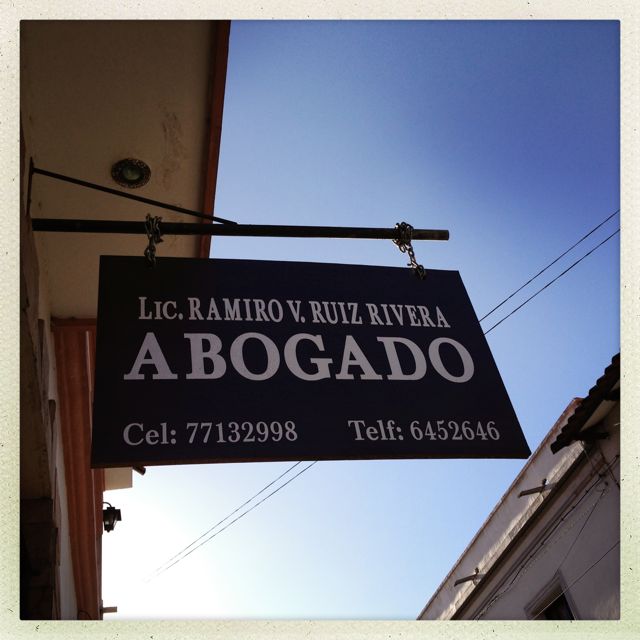 Lic. RAMIRO V. RUIZ RIVERA
ABOGADO
Cel: 77132998 Telf: 6452646